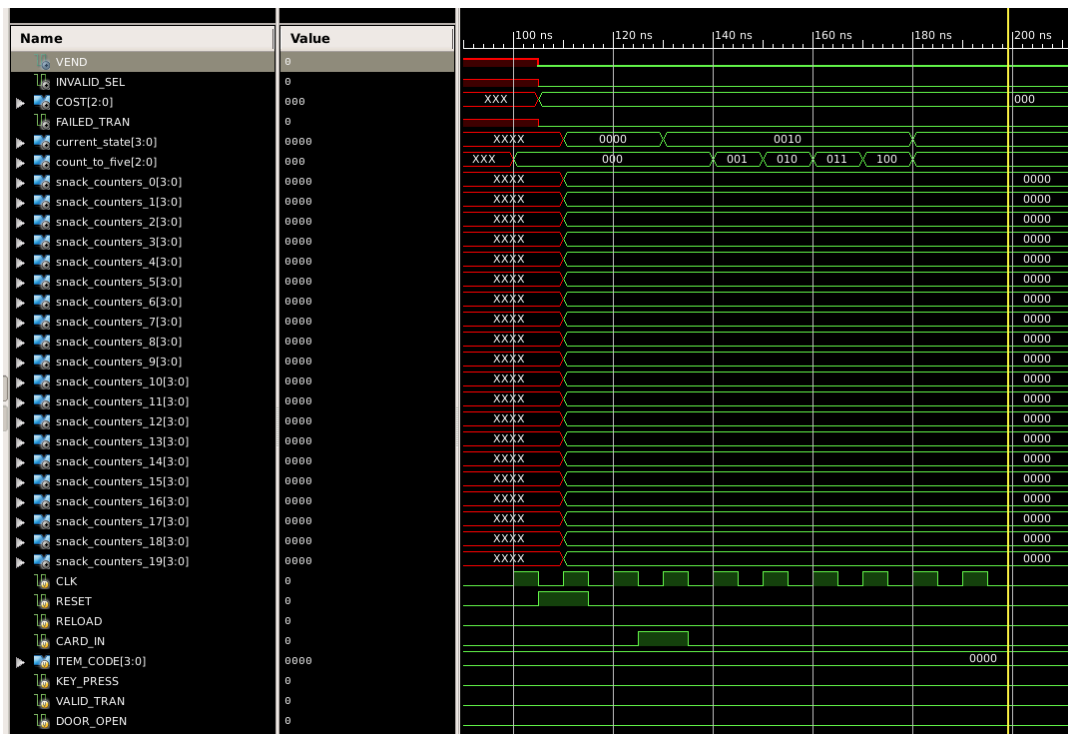 Name Value 100 ns 120 ns 140 ns 160 ns 180 ns 200 ns
VEND 0
INVALID_SEL 0
COST[2:0] 000 XXX 000
FAILED_TRAN 0
current_state[3:0] 0000 XXXX 0000 0010
count_to_five[2:0] 000 XXX 000 001 010 011 100
snack_counters_0[3:0] 0000 XXXX 0000
snack_counters_1[3:0] 0000 XXXX 0000
snack_counters_2[3:0] 0000 XXXX 0000
snack_counters_3[3:0] 0000 XXXX 0000
snack_counters_4[3:0] 0000 XXXX 0000
snack_counters_5[3:0] 0000 XXXX 0000
snack_counters_6[3:0] 0000 XXXX 0000
snack_counters_7[3:0] 0000 XXXX 0000
snack_counters_8[3:0] 0000 XXXX 0000
snack_counters_9[3:0] 0000 XXXX 0000
snack_counters_10[3:0] 0000 XXXX 0000
snack_counters_11[3:0] 0000 XXXX 0000
snack_counters_12[3:0] 0000 XXXX 0000
snack_counters_13[3:0] 0000 XXXX 0000
snack_counters_14[3:0] 0000 XXXX 0000
snack_counters_15[3:0] 0000 XXXX 0000
snack_counters_16[3:0] 0000 XXXX 0000
snack_counters_17[3:0] 0000 XXXX 0000
snack_counters_18[3:0] 0000 XXXX 0000
snack_counters_19[3:0] 0000 XXXX 0000
CLK 0
RESET 0
RELOAD 0
CARD_IN 0
ITEM_CODE[3:0] 0000 0000
KEY_PRESS 0
VALID_TRAN 0
DOOR_OPEN 0